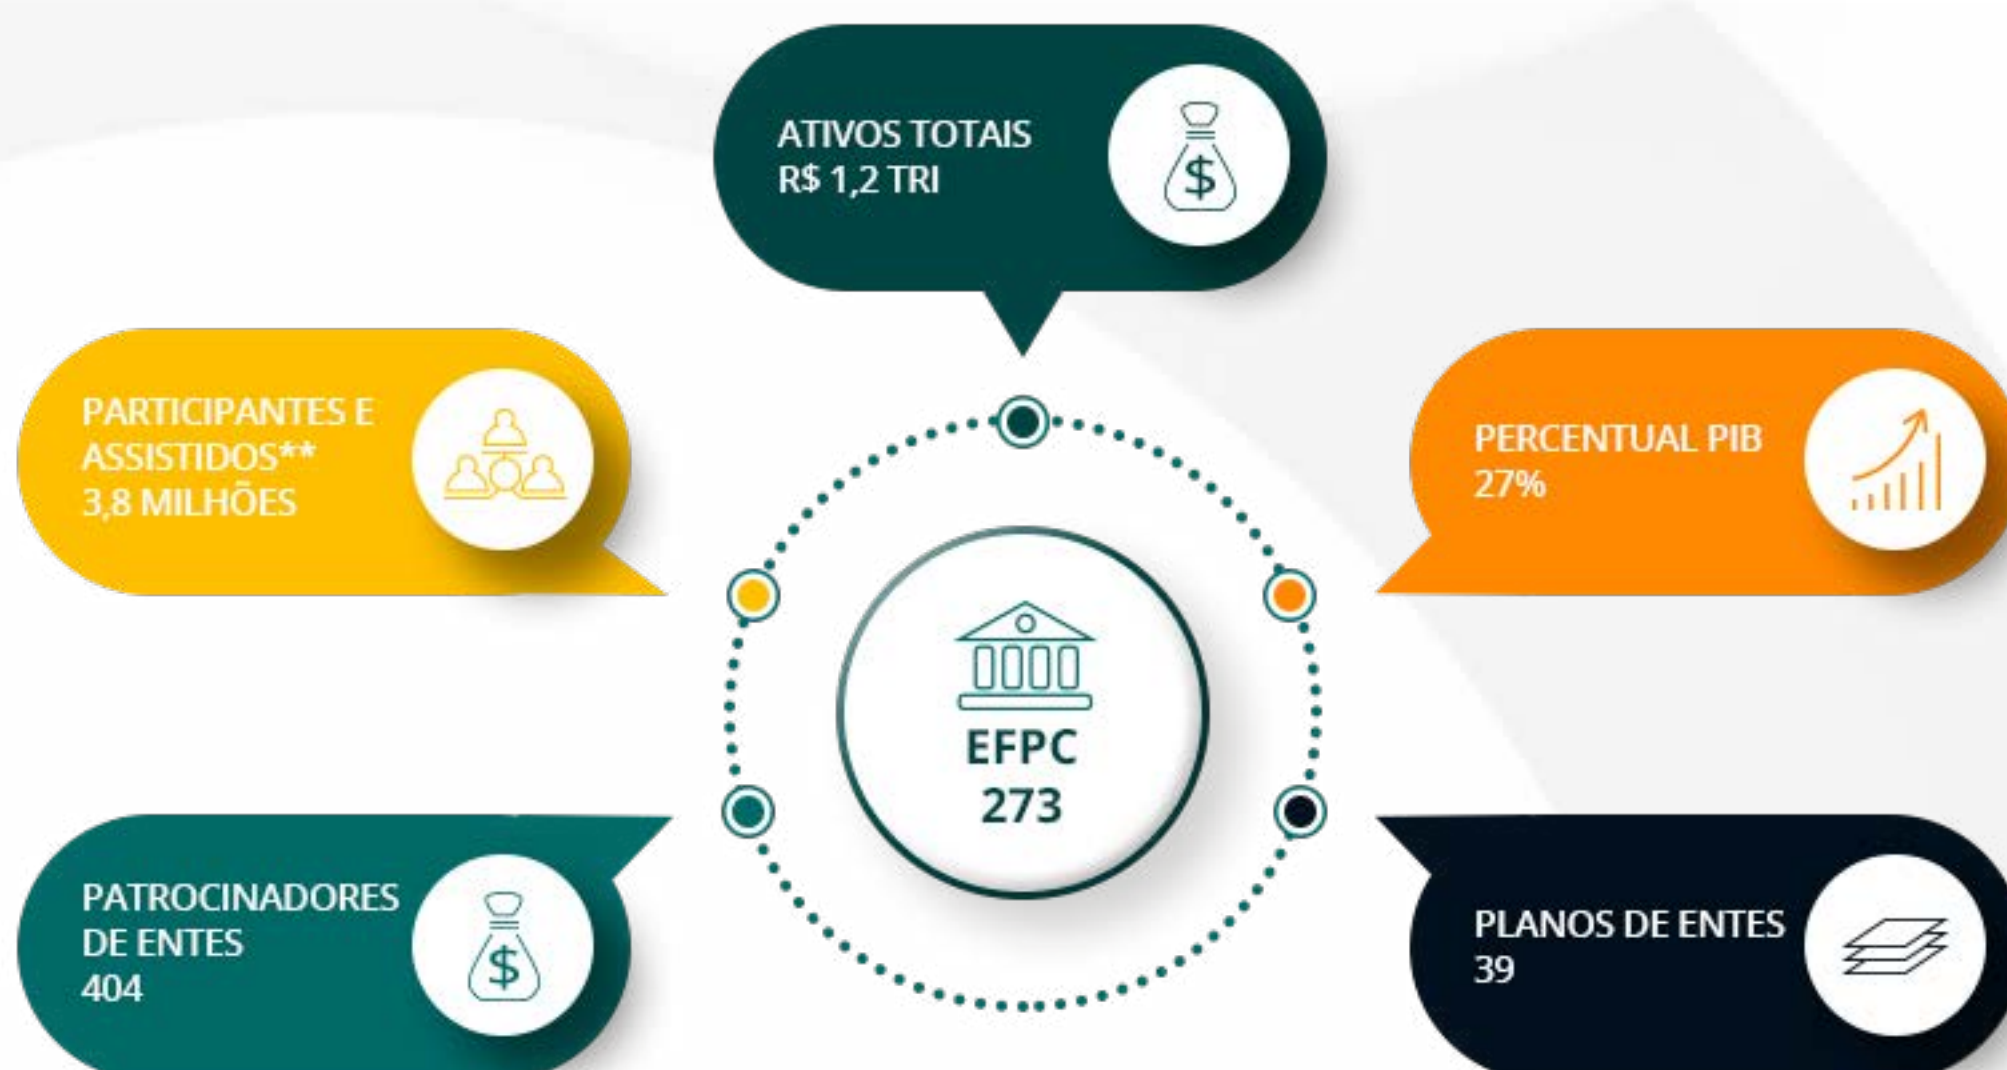 ATIVOS TOTAIS
R$ 1,2 TRI
PARTICIPANTES E
ASSISTIDOS**
3,8 MILHÕES
PERCENTUAL PIB
27%
EFPC
273
PATROCINADORES
DE ENTES
404
PLANOS DE ENTES
39